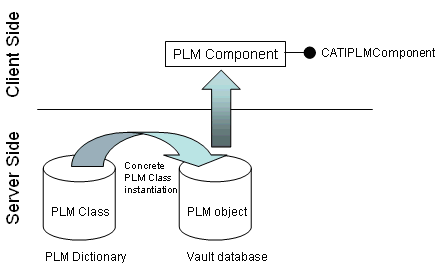 Client Side
PLM Component
CATIPLMComponent
Server Side
Concrete
PLM Class
instantiation
PLM Class
PLM object
PLM Dictionary
Vault database